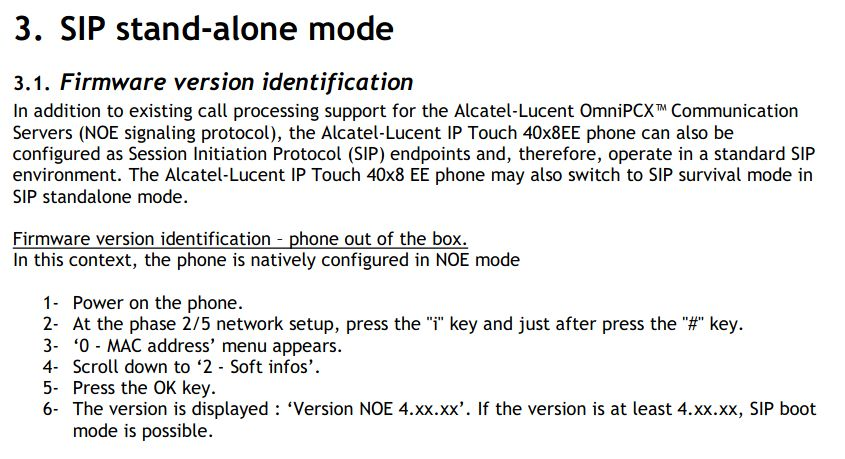 3. SIP stand-alone mode
3.1. Firmware version identification
In addition to existing call processing support for the Alcatel-Lucent OmniPCX™ Communication
Servers (NOE signaling protocol), the Alcatel-Lucent IP Touch 40x8EE phone can also be
configured as Session Initiation Protocol (SIP) endpoints and, therefore, operate in a standard SIP
environment. The Alcatel-Lucent IP Touch 40x8 EE phone may also switch to SIP survival mode in
SIP standalone mode.
Firmware version identification – phone out of the box.
In this context, the phone is natively configured in NOE mode
1- Power on the phone.
2- At the phase 2/5 network setup, press the "i" key and just after press the "#" key.
3- ‘0 - MAC address’ menu appears.
4- Scroll down to ‘2 - Soft infos’.
5- Press the OK key.
6- The version is displayed : ‘Version NOE 4.xx.xx’. If the version is at least 4.xx.xx, SIP boot
mode is possible.